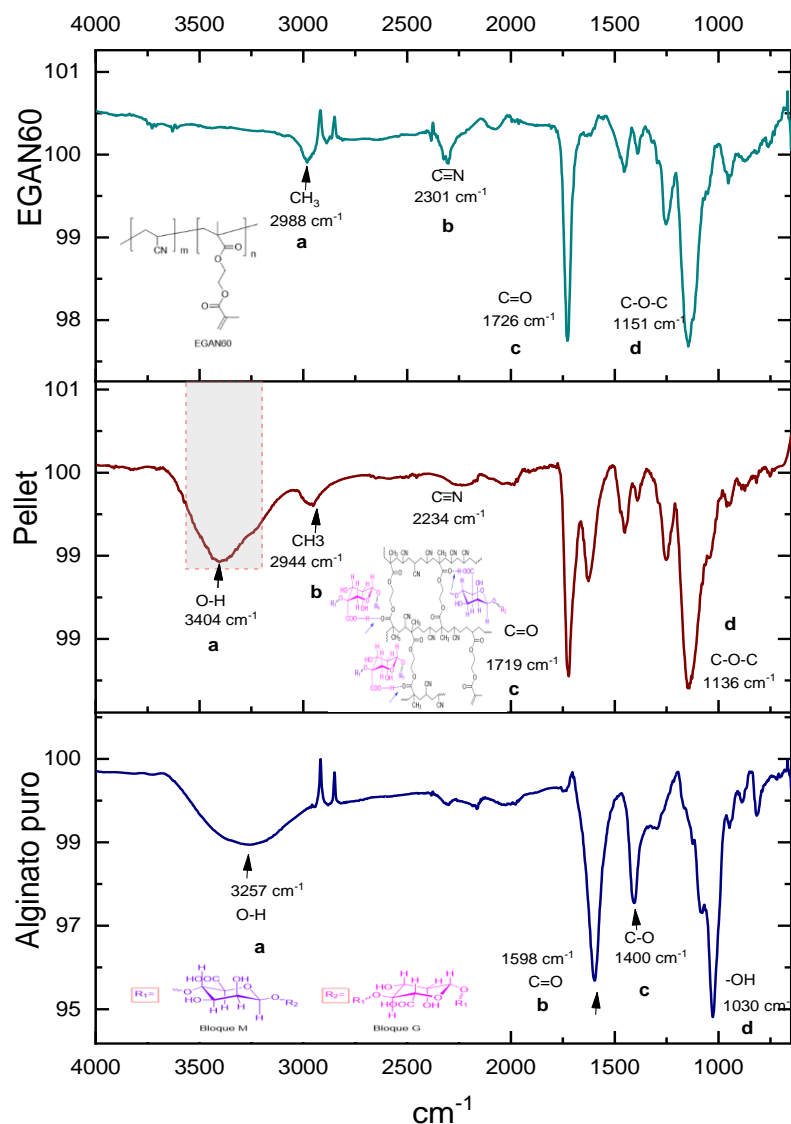 4000 3500 3000 2500 2000 1500 1000
101
100
99
98
EGAN60
CH3
2988 cm-1
a
C≡N
2301 cm-1
b
C=O
1726 cm-1
c
C-O-C
1151 cm-1
d
CN
m
n
O
O
O
O
EGAN60
101
100
99
99
Pellet
O-H
3404 cm-1
a
CH3
2944 cm-1
b
C≡N
2234 cm-1
C=O
1719 cm-1
c
d
C-O-C
1136 cm-1
100
99
97
95
Alginato puro
3257 cm-1
O-H
a
1598 cm-1
C=O
b
C-O
1400 cm-1
c
-OH
1030 cm-1
d
R1=
Bloque M
R2=
Bloque G
4000 3500 3000 2500 2000 1500 1000
cm-1